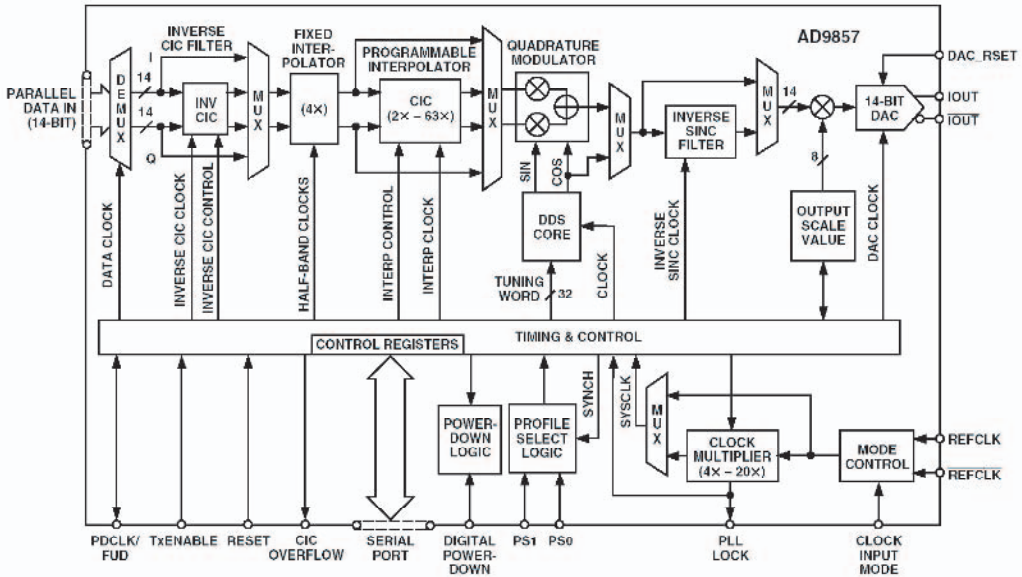 AD9857
INVERSE
CIC FILTER
FIXED
INTER-
POLATOR
PROGRAMMABLE
INTERPOLATOR
QUADRATURE
MODULATOR
DAC_RSET
PARALLEL
DATA IN
(14-BIT)
DEMUX
I
14
14
Q
INV
CIC
MUX
(4×)
CIC
(2× – 63×)
MUX
MUX
INVERSE
SINC
FILTER
MUX
14
14-BIT
DAC
IOUT
IOUT
8
SIN
COS
DDS
CORE
OUTPUT
SCALE
VALUE
DATA CLOCK
INVERSE CIC CLOCK
INVERSE CIC CONTROL
HALF-BAND CLOCKS
INTERP CONTROL
INTERP CLOCK
TUNING
WORD
32
CLOCK
INVERSE
SINC CLOCK
DAC CLOCK
TIMING & CONTROL
CONTROL REGISTERS
POWER-
DOWN
LOGIC
PROFILE
SELECT
LOGIC
SYNCH
SYSCLK
MUX
CLOCK
MULTIPLIER
(4× – 20×)
MODE
CONTROL
REFCLK
REFCLK
PDCLK/
FUD
TxENABLE
RESET
CIC
OVERFLOW
SERIAL
PORT
DIGITAL
POWER-
DOWN
PS1
PS0
PLL
LOCK
CLOCK
INPUT
MODE